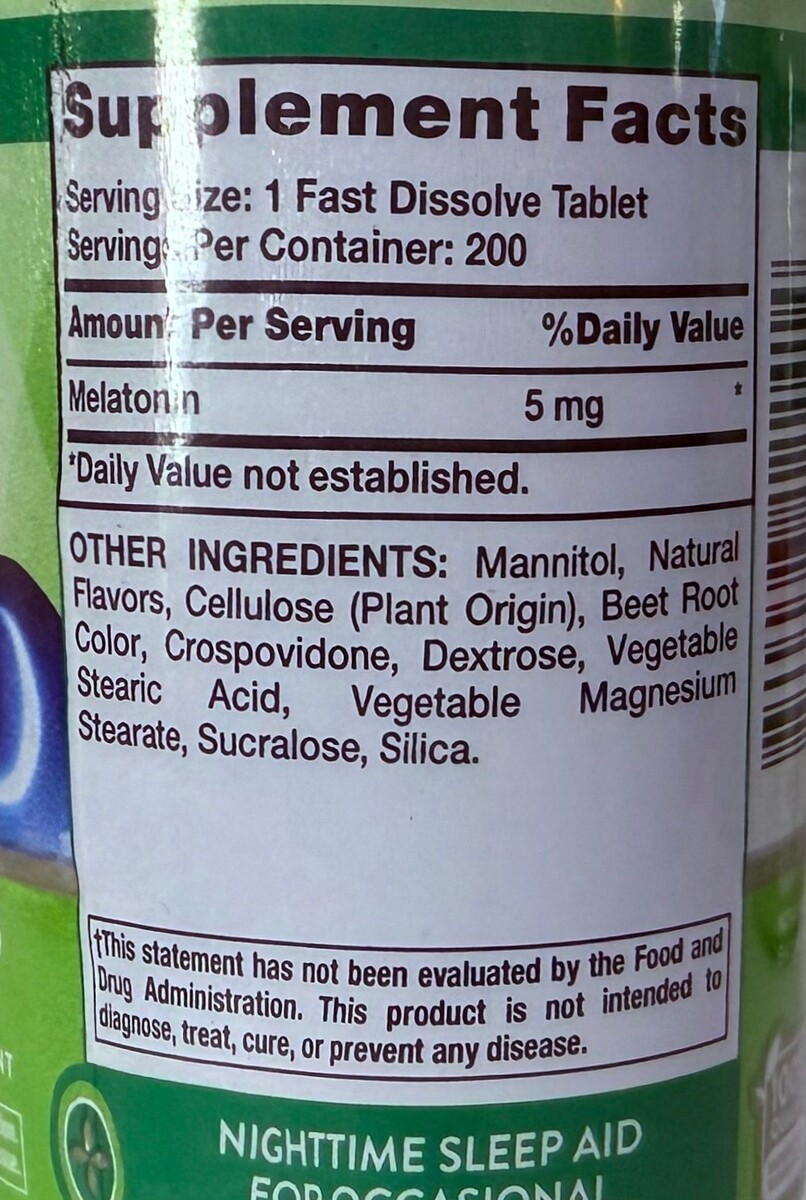 Supplement Facts
Serving Size: 1 Fast Dissolve Tablet
Servings Per Container: 200
Amount Per Serving %Daily Value
Melatonin 5 mg *
*Daily Value not established.
OTHER INGREDIENTS: Mannitol, Natural
Flavors, Cellulose (Plant Origin), Beet Root
Color, Crospovidone, Dextrose, Vegetable
Stearic Acid, Vegetable Magnesium
Stearate, Sucralose, Silica.
†This statement has not been evaluated by the Food and
Drug Administration. This product is not intended to
diagnose, treat, cure, or prevent any disease.
NIGHTTIME SLEEP AID
FOR OCCASIONAL